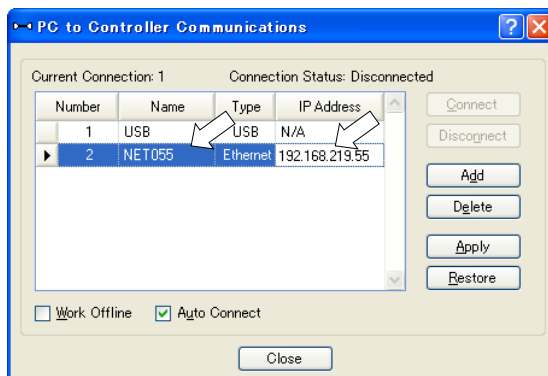 PC to Controller Communications
Current Connection: 1 Connection Status: Disconnected
Number Name Type IP Address
1 USB USB N/A
2 NET055 Ethernet 192.168.219.55
Connect
Disconnect
Add
Delete
Apply
Restore
Work Offline Auto Connect
Close